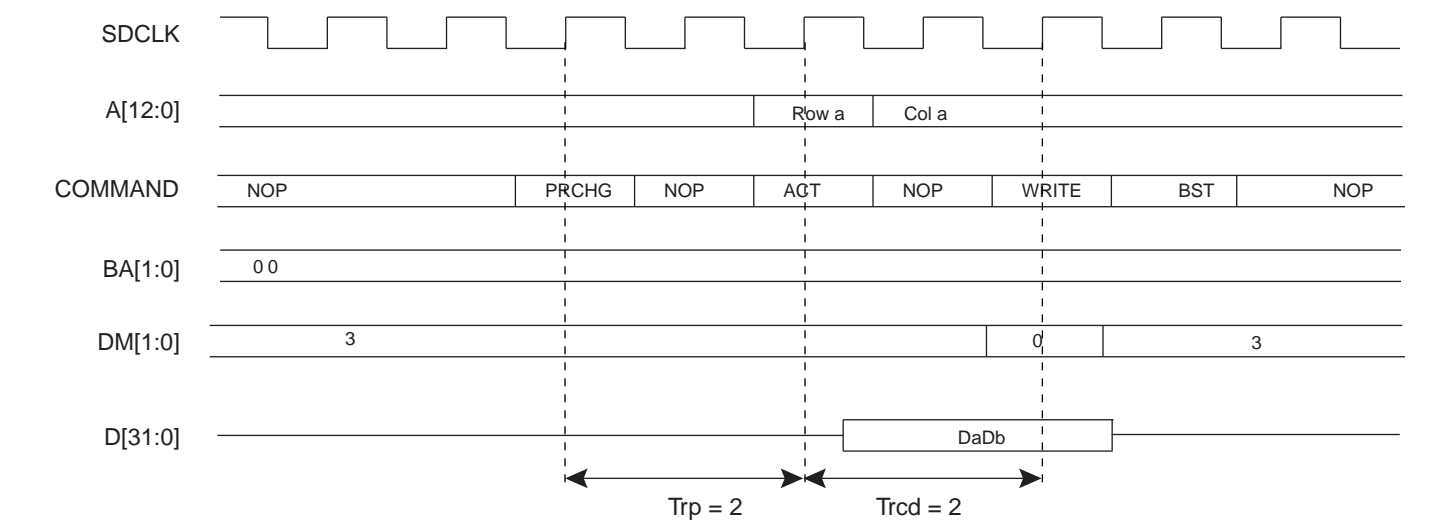 SDCLK
A[12:0] Row a Col a
COMMAND NOP PRCHG NOP ACT NOP WRITE BST NOP
BA[1:0] 0 0
DM[1:0] 3 0 3
D[31:0] DaDb
Trp = 2 Trcd = 2